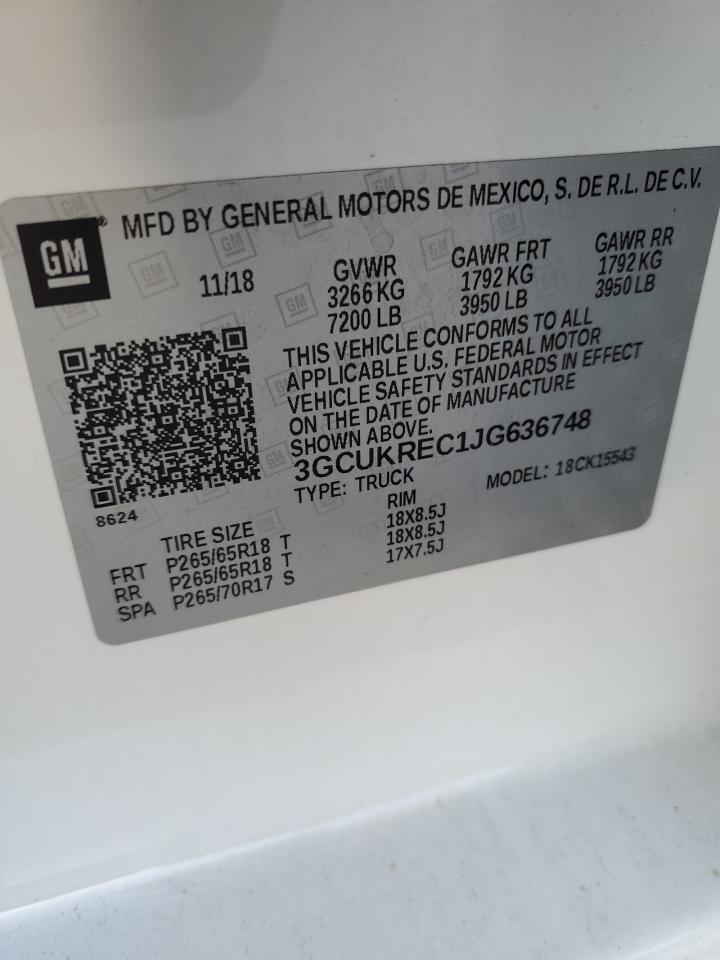 GM
MFD BY GENERAL MOTORS DE MEXICO, S. DE R.L. DE C.V.
11/18
GVWR GAWR FRT GAWR RR
3266 KG 1792 KG 1792 KG
7200 LB 3950 LB 3950 LB
THIS VEHICLE CONFORMS TO ALL
APPLICABLE U.S. FEDERAL MOTOR
VEHICLE SAFETY STANDARDS IN EFFECT
ON THE DATE OF MANUFACTURE
SHOWN ABOVE.
3GCUKREC1JG636748
TYPE: TRUCK MODEL: 18CK15543
8624
TIRE SIZE RIM
FRT P265/65R18 T 18X8.5J
RR P265/65R18 T 18X8.5J
SPA P265/70R17 S 17X7.5J